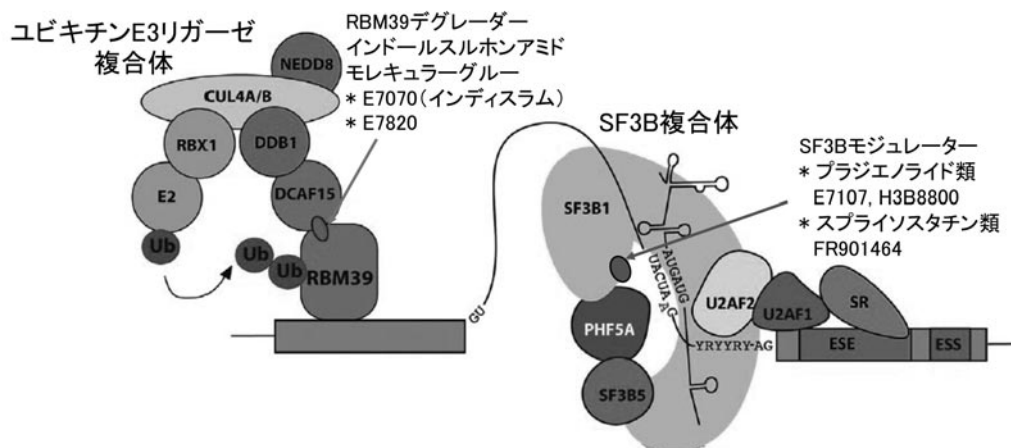 ユビキチンE3リガーゼ
複合体
NEDD8
CUL4A/B
RBX1
DDB1
E2
DCAF15
Ub
Ub
Ub
RBM39
RBM39デグレーダー
インドールスルホンアミド
モレキュラーグルー
* E7070(インディスラム)
* E7820
GU
SF3B複合体
SF3B1
PHF5A
SF3B5
AUGAUG
UACUA
A
C
YRYYRY-AG
SF3Bモジュレーター
* プラジエノライド類
E7107, H3B8800
* スプライソスタチン類
FR901464
U2AF2
U2AF1
SR
ESE
ESS